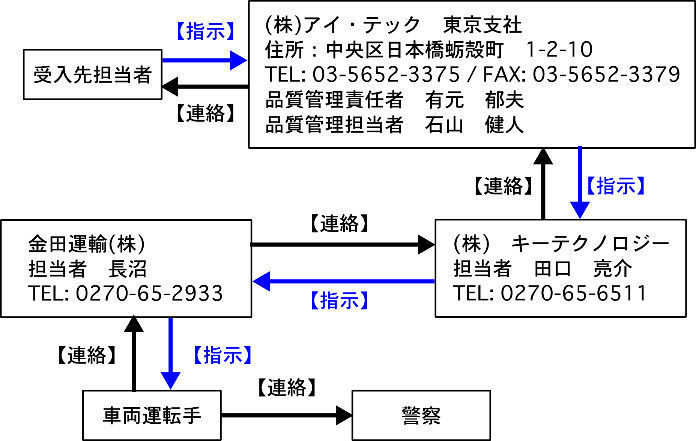 【指示】
(株)アイ・テック　東京支社
住所：中央区日本橋蛎殻町　1-2-10
TEL: 03-5652-3375 / FAX: 03-5652-3379
品質管理責任者　有元　郁夫
品質管理担当者　石山　健人
受入先担当者
【連絡】
【連絡】
【指示】
金田運輸(株)
担当者　長沼
TEL: 0270-65-2933
【連絡】
【指示】
(株)　キーテクノロジー
担当者　田口　亮介
TEL: 0270-65-6511
【連絡】
【指示】
車両運転手
【連絡】
警察